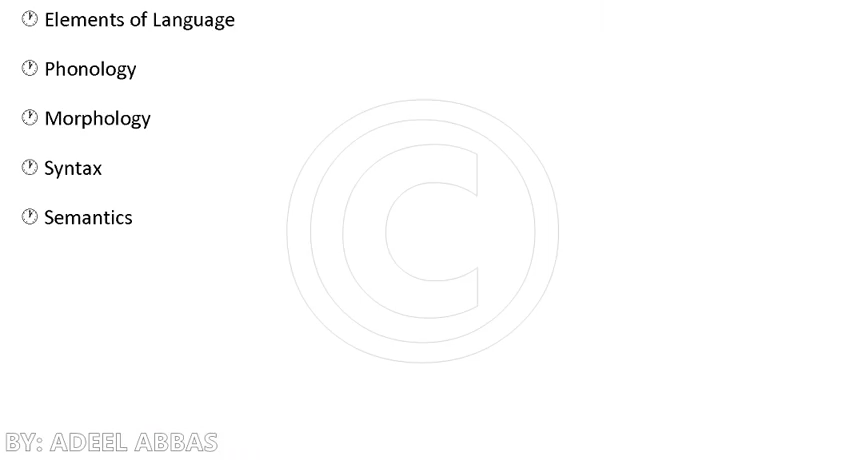 Elements of Language
Phonology
Morphology
Syntax
Semantics
©
BY: ADEEL ABBAS